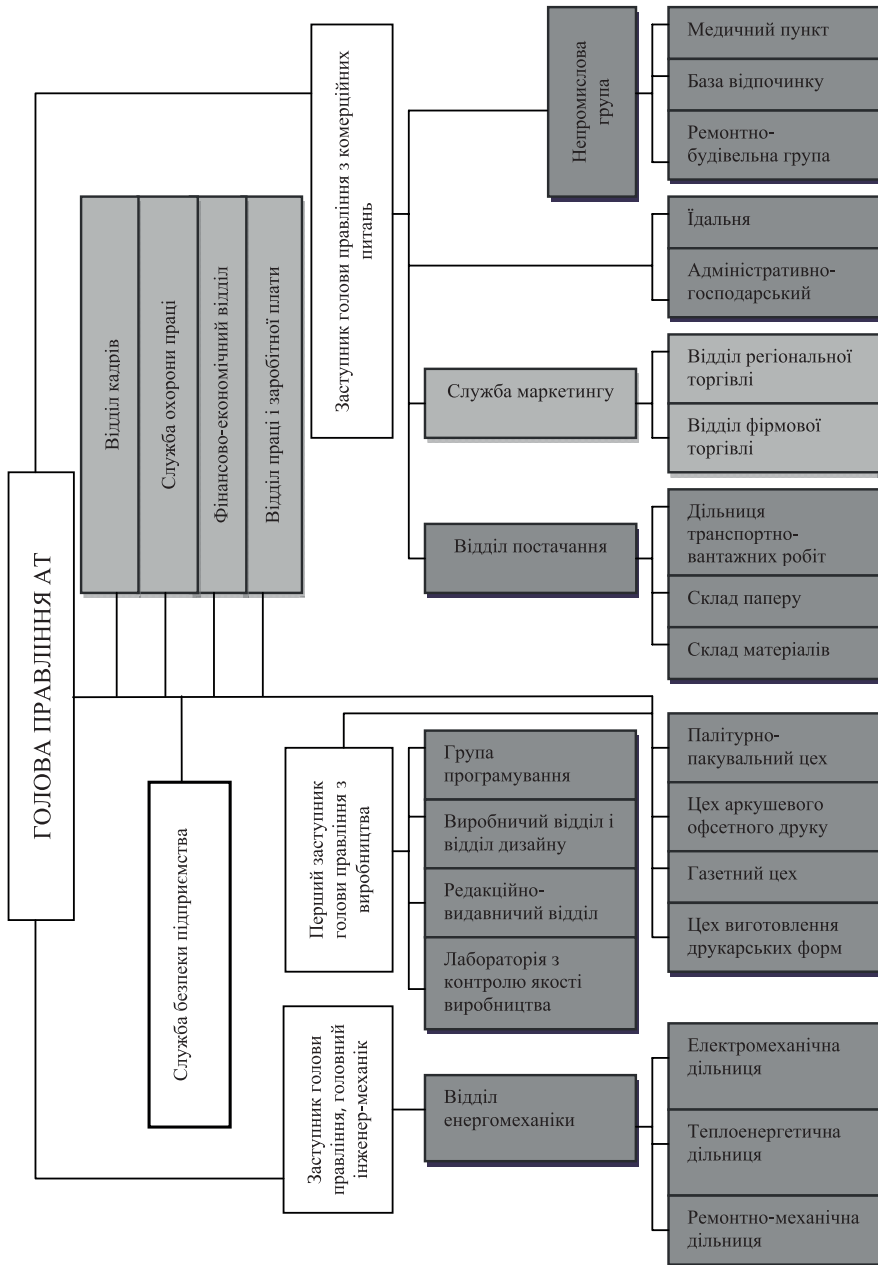 ГОЛОВА ПРАВЛІННЯ АТ
Служба безпеки підприємства
Відділ кадрів
Служба охорони праці
Фінансово-економічний відділ
Відділ праці і заробітної плати
Заступник голови
правління, головний
інженер-механік
Перший заступник
голови правління з
виробництва
Заступник голови правління з комерційних
питань
Відділ
енергомеханіки
Група
програмування
Виробничий відділ і
відділ дизайну
Редакційно-
видавничий відділ
Лабораторія з
контролю якості
виробництва
Відділ постачання
Служба маркетингу
Непромислова
група
Електромеханічна
дільниця
Теплоенергетична
дільниця
Ремонтно-механічна
дільниця
Палітурно-
пакувальний цех
Цех аркушевого
офсетного друку
Газетний цех
Цех виготовлення
друкарських форм
Дільниця
транспортно-
вантажних робіт
Склад паперу
Склад матеріалів
Відділ регіональної
торгівлі
Відділ фірмової
торгівлі
Їдальня
Адміністративно-
господарський
Медичний пункт
База відпочинку
Ремонтно-
будівельна група